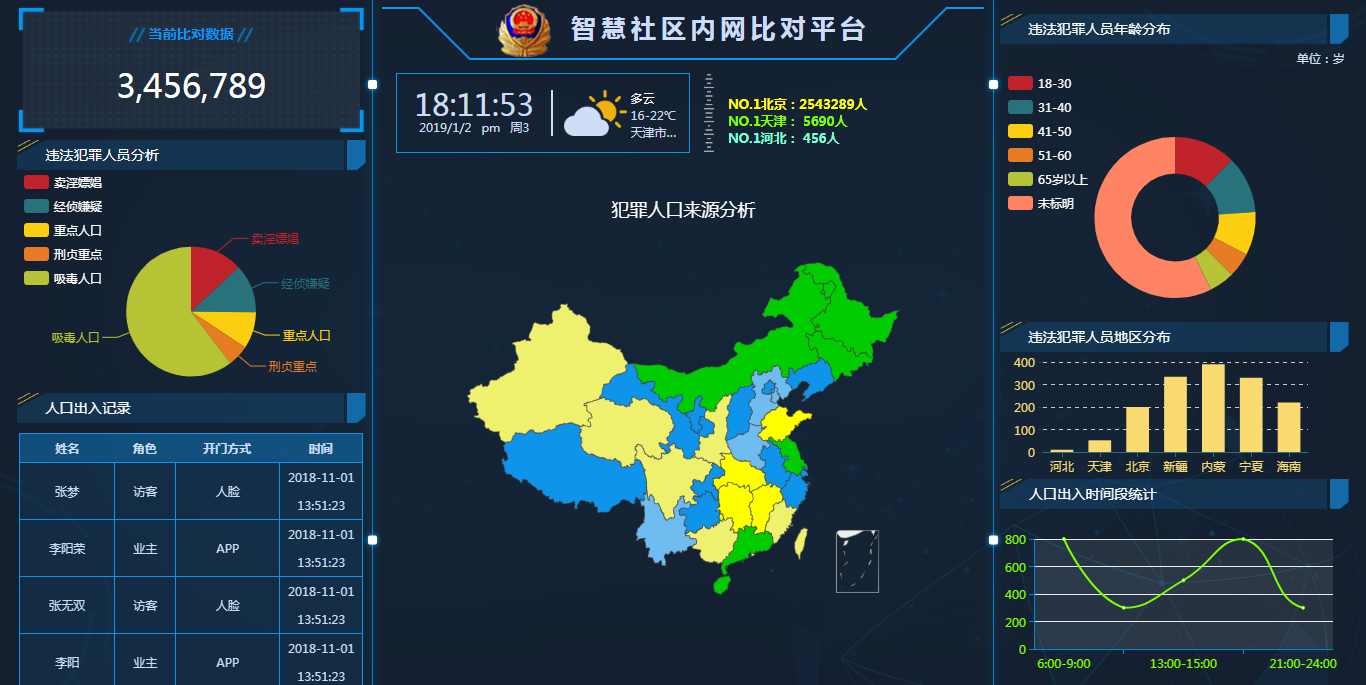 // 当前比对数据 //
3,456,789
违法犯罪人员分析
卖淫嫖娼
经侦嫌疑
重点人口
刑贞重点
吸毒人口
卖淫嫖娼
经侦嫌疑
重点人口
刑贞重点
吸毒人口
人口出入记录
姓名 角色 开门方式 时间
张梦 访客 人脸 2018-11-01
13:51:23
李阳荣 业主 APP 2018-11-01
13:51:23
张无双 访客 人脸 2018-11-01
13:51:23
李阳 业主 APP 2018-11-01
13:51:23
智慧社区内网比对平台
18:11:53
2019/1/2 pm 周3
多云
16-22℃
天津市...
NO.1北京：2543289人
NO.1天津： 5690人
NO.1河北： 456人
犯罪人口来源分析
违法犯罪人员年龄分布
单位：岁
18-30
31-40
41-50
51-60
65岁以上
未标明
违法犯罪人员地区分布
400
300
200
100
0
河北 天津 北京 新疆 内蒙 宁夏 海南
人口出入时间段统计
800
600
400
200
0
6:00-9:00 13:00-15:00 21:00-24:00